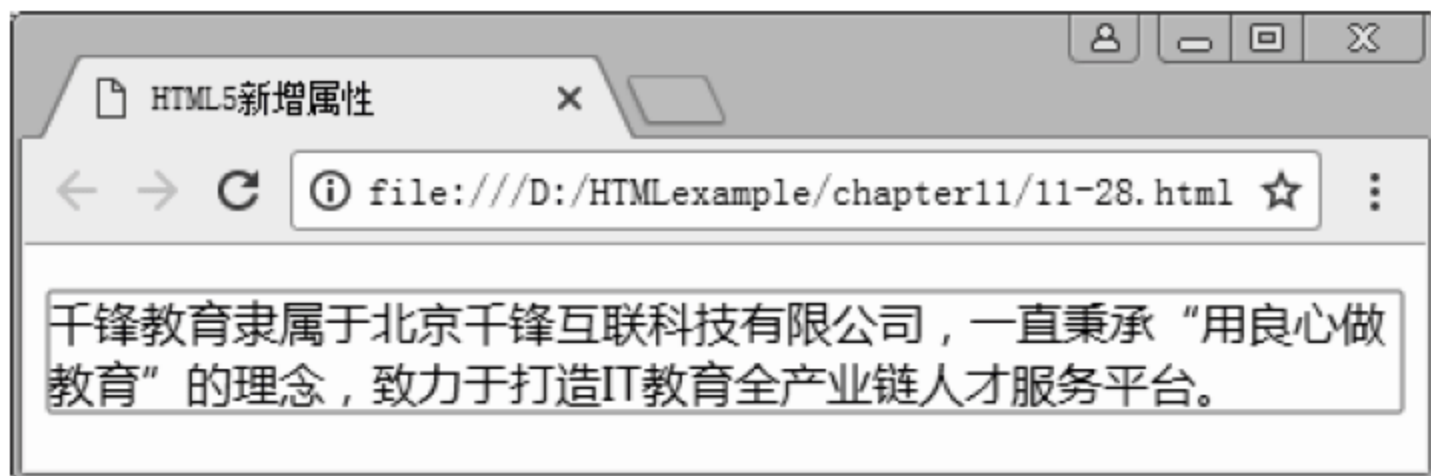 HTML5新增属性
file:///D:/HTMLexample/chapter11/11-28.html
千锋教育隶属于北京千锋互联科技有限公司，一直秉承“用良心做
教育”的理念，致力于打造IT教育全产业链人才服务平台。